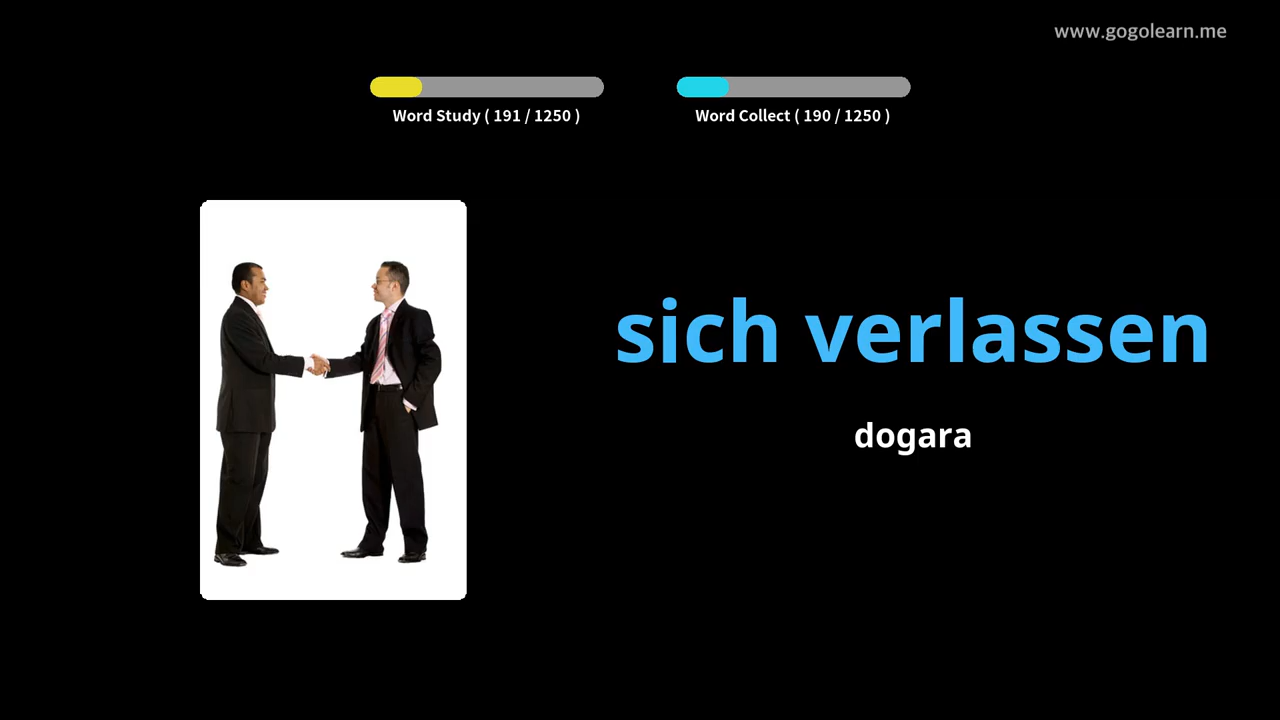 www.gogolearn.me
Word Study ( 191 / 1250 )
Word Collect ( 190 / 1250 )
sich verlassen
dogara